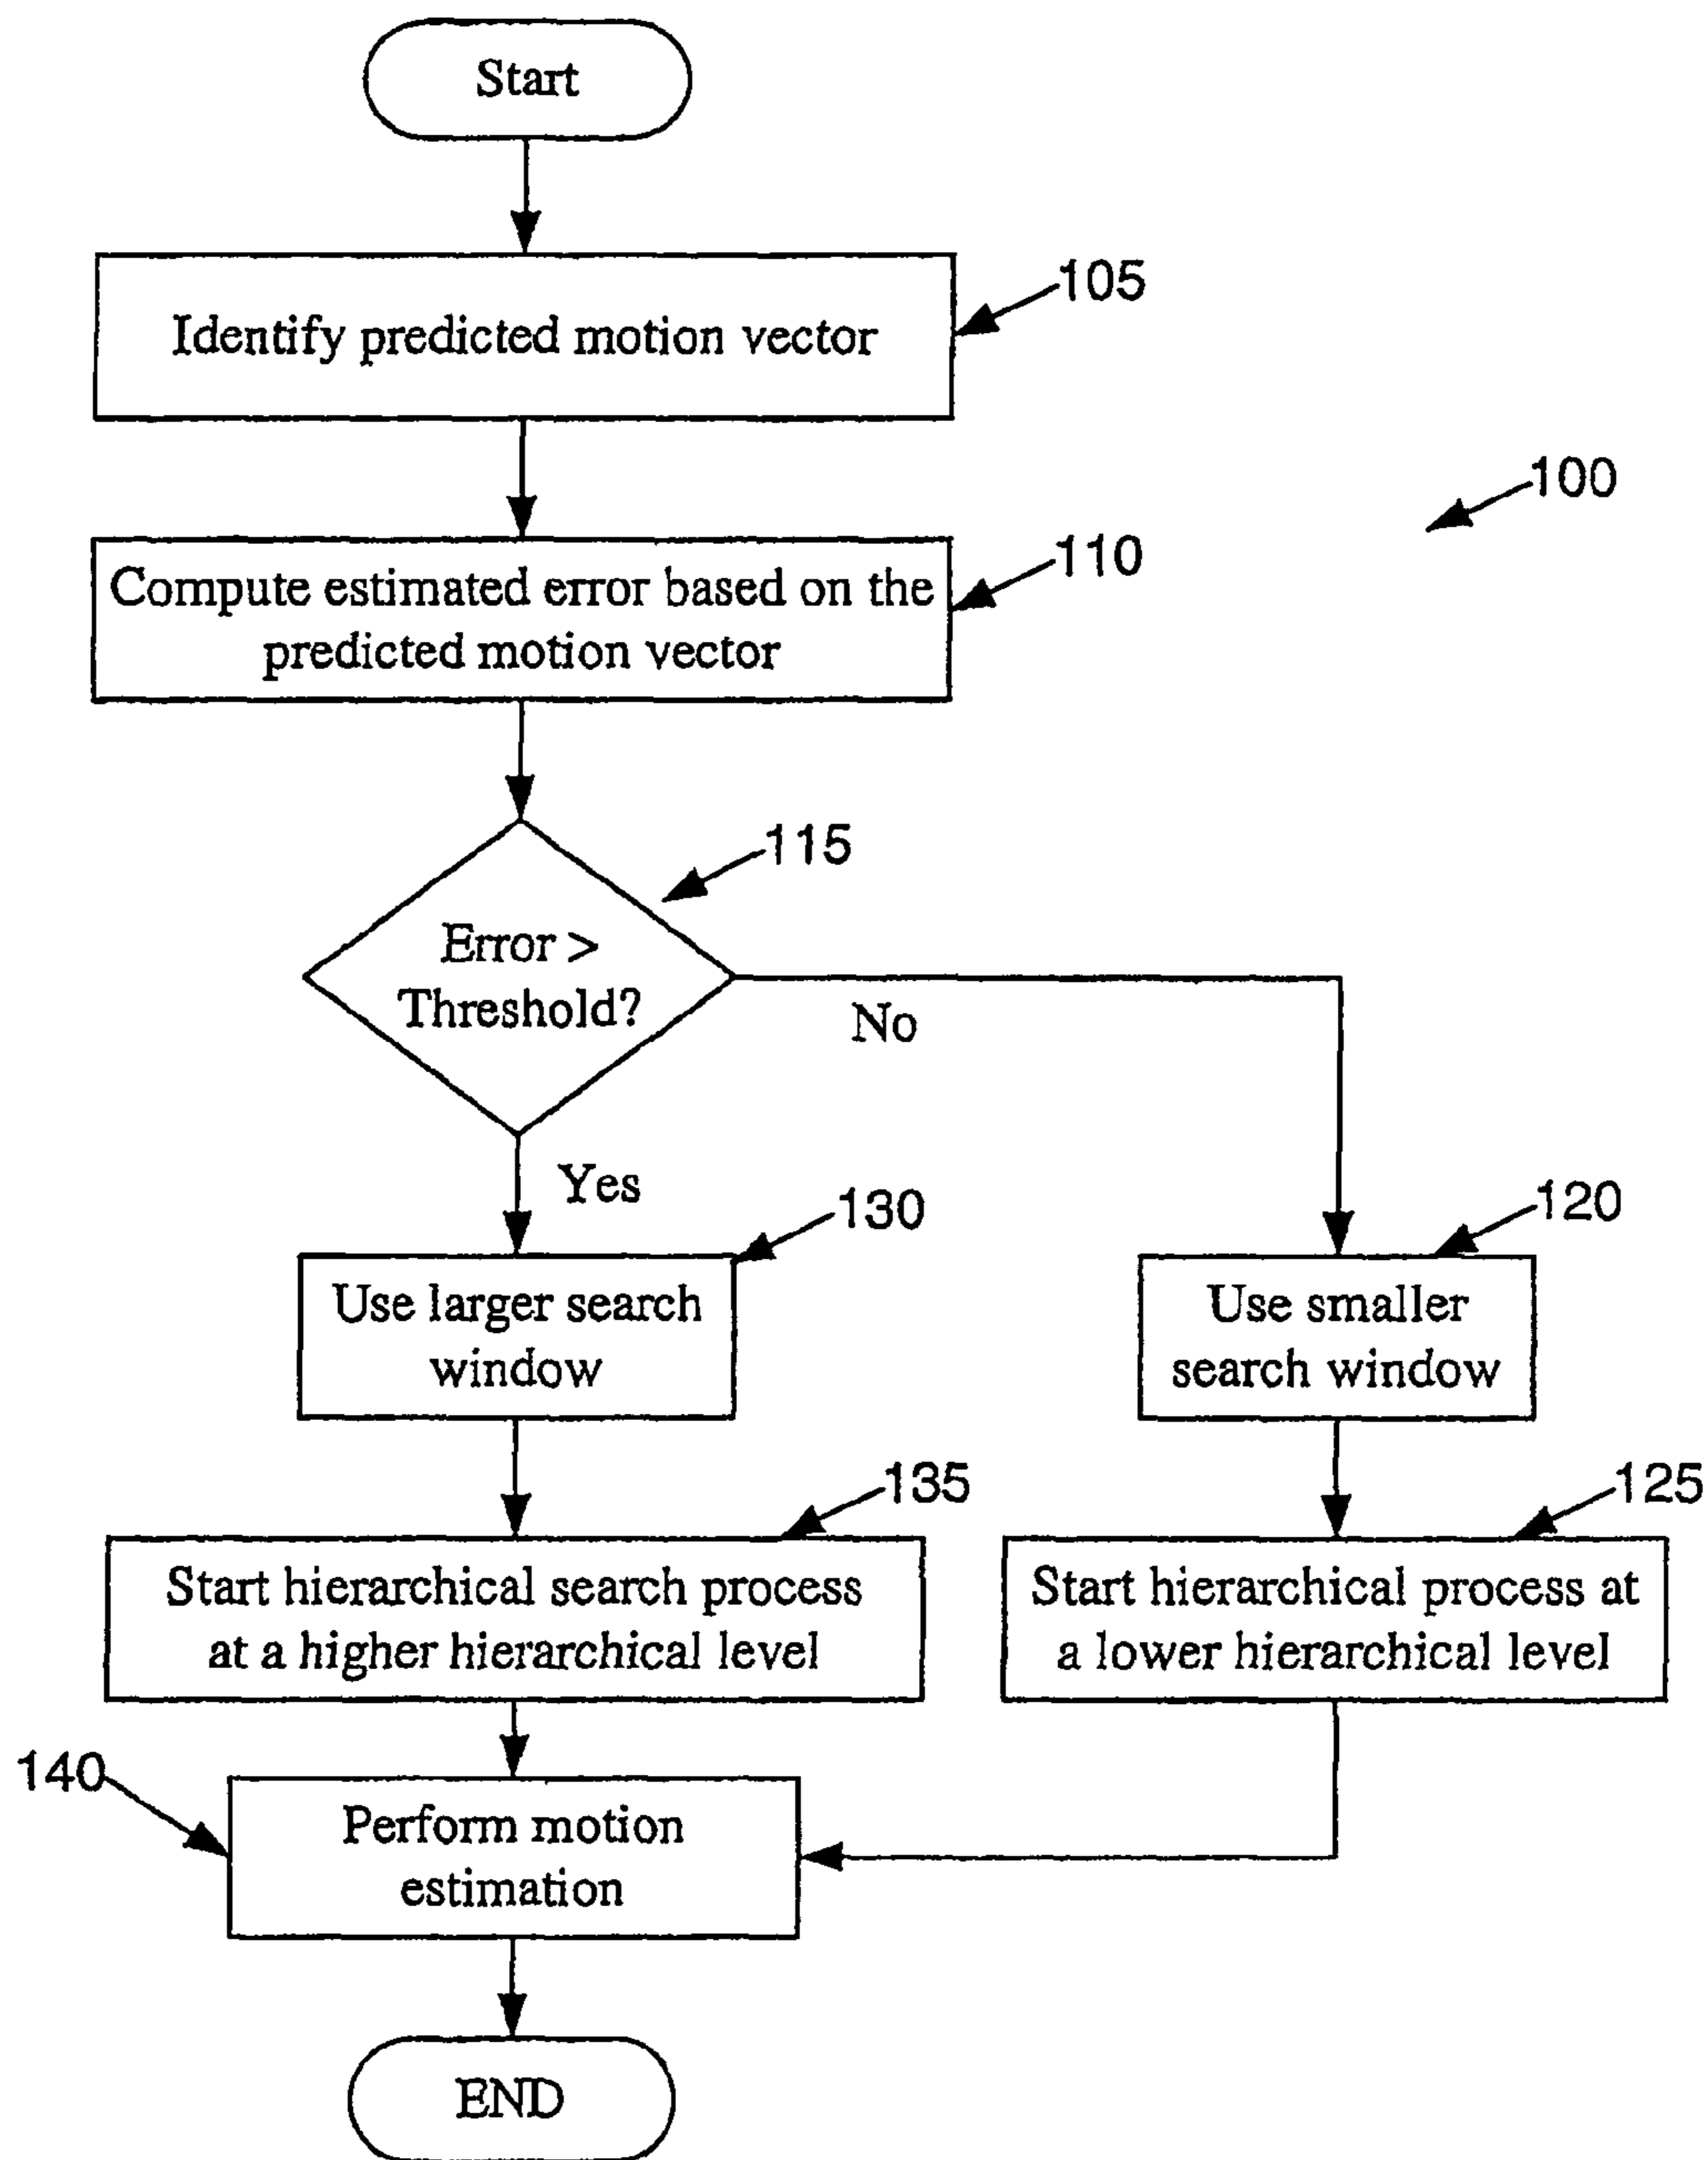 Start
Identify predicted motion vector
105
100
Compute estimated error based on the
predicted motion vector
110
115
Error >
Threshold?
No
Yes
130
120
Use larger search
window
Use smaller
search window
135
125
Start hierarchical search process
at a higher hierarchical level
Start hierarchical process at
a lower hierarchical level
140
Perform motion
estimation
END